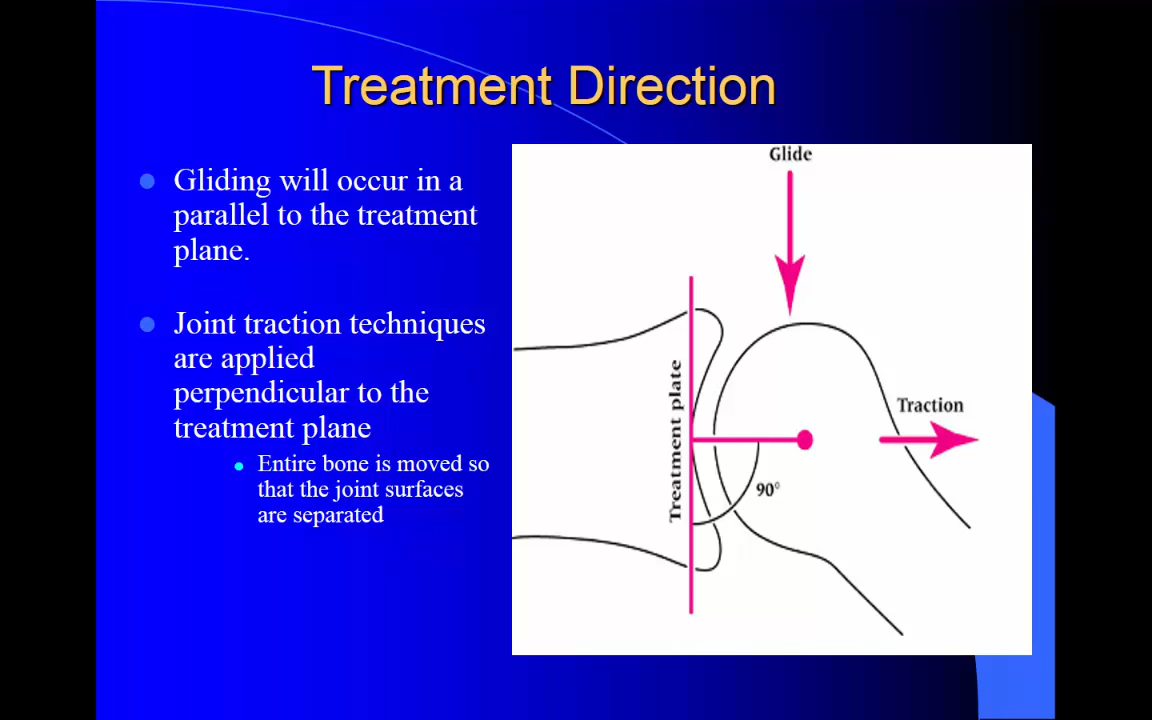 Treatment Direction
Gliding will occur in a
parallel to the treatment
plane.
Joint traction techniques
are applied
perpendicular to the
treatment plane
Entire bone is moved so
that the joint surfaces
are separated
Glide
Treatment plate
Traction
90°